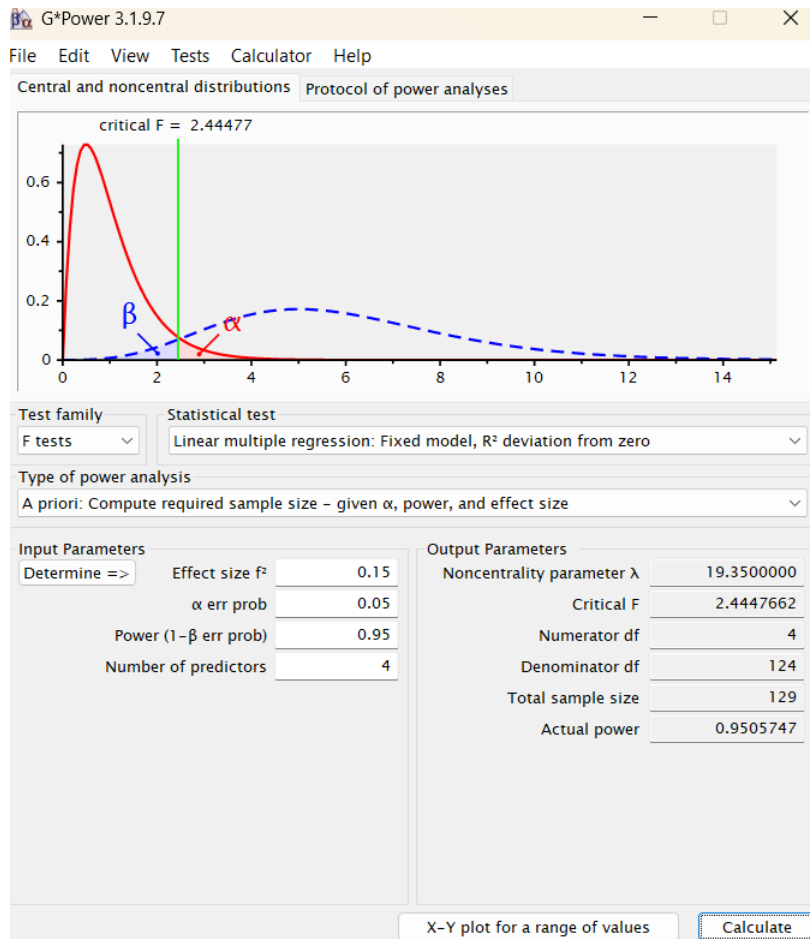 βα G*Power 3.1.9.7
File Edit View Tests Calculator Help
Central and noncentral distributions Protocol of power analyses
critical F = 2.44477
0.6
0.4
0.2
β α
0
0 2 4 6 8 10 12 14
Test family Statistical test
F tests Linear multiple regression: Fixed model, R² deviation from zero
Type of power analysis
A priori: Compute required sample size – given α, power, and effect size
Input Parameters Output Parameters
Determine => Effect size f² 0.15 Noncentrality parameter λ 19.3500000
α err prob 0.05 Critical F 2.4447662
Power (1-β err prob) 0.95 Numerator df 4
Number of predictors 4 Denominator df 124
Total sample size 129
Actual power 0.9505747
X-Y plot for a range of values Calculate